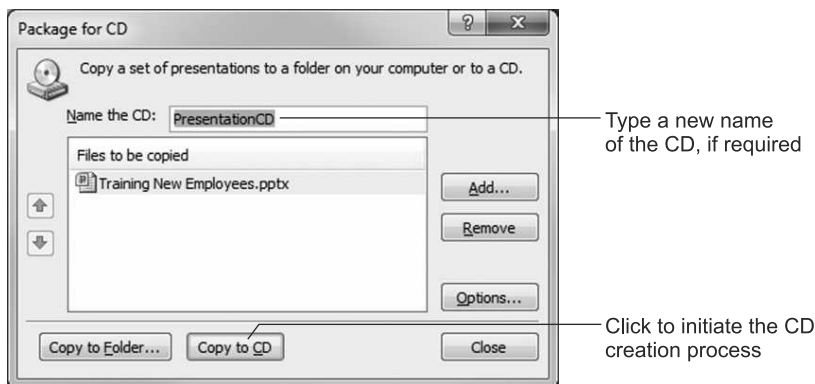 Package for CD
Copy a set of presentations to a folder on your computer or to a CD.
Name the CD: PresentationCD
Type a new name
of the CD, if required
Files to be copied
Training New Employees.pptx
Add...
Remove
Options...
Click to initiate the CD
creation process
Copy to Folder... Copy to CD Close